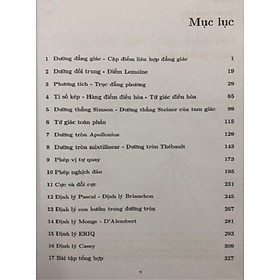 Mục lục
1 Đường đẳng giác - Cặp điểm liên hợp đẳng giác 1
2 Đường đối trung - Điểm Lemoine 19
3 Phương tích - Trục đẳng phương 29
4 Tỉ số kép - Hàng điểm điều hòa - Tứ giác điều hòa 65
5 Đường thẳng Simson - Đường thẳng Steiner của tam giác 99
6 Tứ giác toàn phần 115
7 Đường tròn Apollonius 129
8 Đường tròn mixtilinear - Đường tròn Thébault 143
9 Phép vị tự quay 173
10 Phép nghịch đảo 195
11 Cực và đối cực 231
12 Định lý Pascal - Định lý Brianchon 245
13 Định lý con bướm trong đường tròn 267
14 Định lý Monge - D'Alembert 281
15 Định lý ERIQ 293
16 Định lý Casey 309
17 Bài tập tổng hợp 327
v